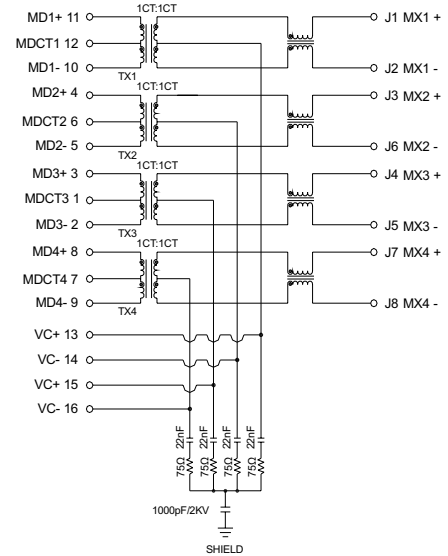 1CT:1CT
MD1+ 11
J1 MX1 +
MDCT1 12
MD1- 10
J2 MX1 -
TX1
1CT:1CT
MD2+ 4
J3 MX2 +
MDCT2 6
MD2- 5
J6 MX2 -
TX2
1CT:1CT
MD3+ 3
J4 MX3 +
MDCT3 1
MD3- 2
J5 MX3 -
TX3
1CT:1CT
MD4+ 8
J7 MX4 +
MDCT4 7
MD4- 9
J8 MX4 -
TX4
VC+ 13
VC- 14
VC+ 15
VC- 16
22nF
22nF
22nF
22nF
75Ω
75Ω
75Ω
75Ω
1000pF/2KV
SHIELD